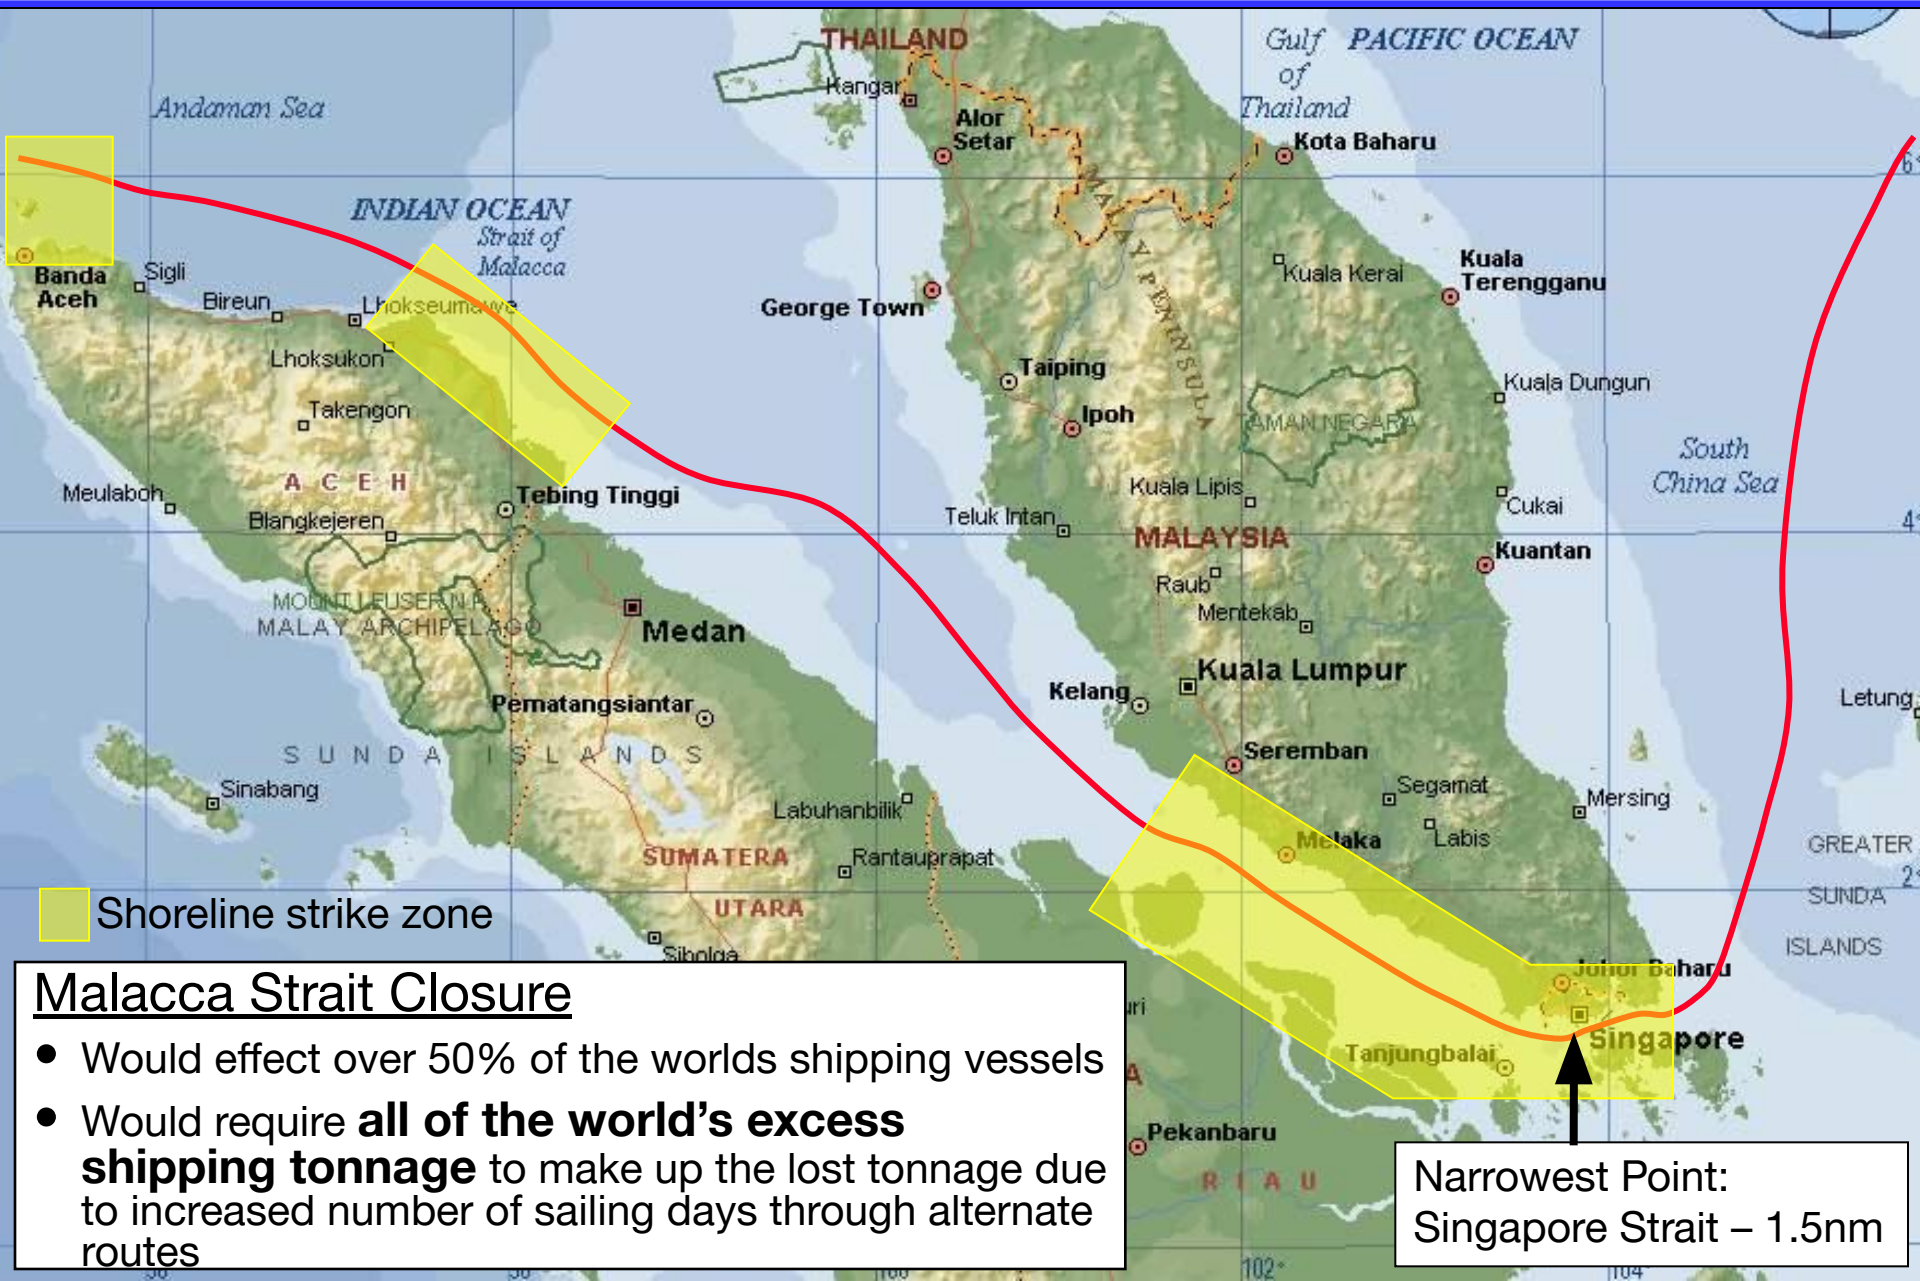 THAILAND
Gulf
of
Thailand
PACIFIC OCEAN
Andaman Sea
Kangar
Alor
Setar
Kota Baharu
6°
INDIAN OCEAN
Strait of
Malacca
MALAY PENINSULA
Banda
Aceh
Sigli
Bireun
Lhokseumawe
George Town
Kuala Kerai
Kuala
Terengganu
Lhoksukon
Taiping
Takengon
Ipoh
TAMAN NEGARA
Kuala Dungun
South
China Sea
ACEH
Meulaboh
Tebing Tinggi
Blangkejeren
Teluk Intan
Kuala Lipis
Cukai
4°
MALAYSIA
Kuantan
Raub
Mentekab
MOUNT LEUSER N.P.
MALAY ARCHIPELAGO
Medan
Kuala Lumpur
Kelang
Letung
Pematangsiantar
SUNDA ISLANDS
Seremban
Sinabang
Labuhanbilik
Segamat
Mersing
Melaka
Labis
GREATER
SUMATERA
Rantauprapat
2°
SUNDA
UTARA
ISLANDS
Shoreline strike zone
Sibolga
Johor Baharu
Singapore
Tanjungbalai
Pekanbaru
RIAU
Malacca Strait Closure
• Would effect over 50% of the worlds shipping vessels
• Would require all of the world's excess
shipping tonnage to make up the lost tonnage due
to increased number of sailing days through alternate
routes
Narrowest Point:
Singapore Strait – 1.5nm
102°
104